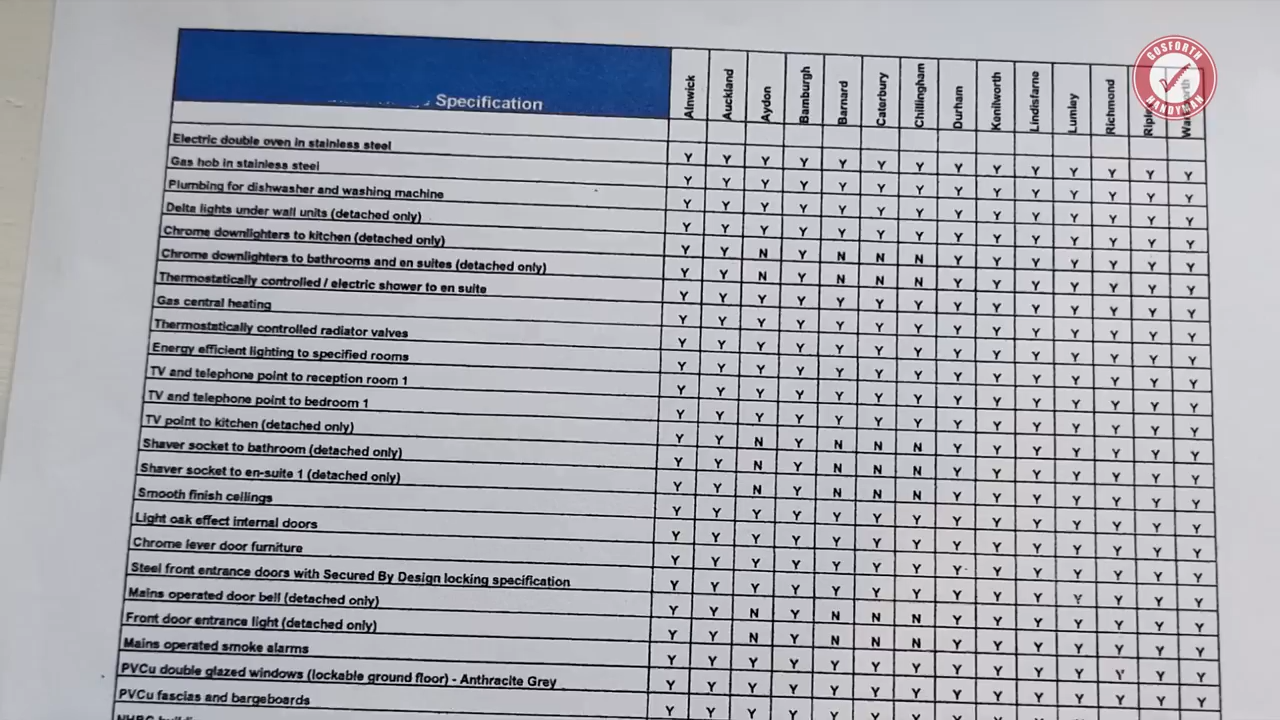 GOSFORTH HANDYMAN
Specification Alnwick Auckland Aydon Bamburgh Barnard Caterbury Chillingham Durham Kenilworth Lindisfarne Lumley Richmond
Electric double oven in stainless steel Y Y Y Y Y Y Y Y Y Y Y Y Y Y
Gas hob in stainless steel Y Y Y Y Y Y Y Y Y Y Y Y Y Y
Plumbing for dishwasher and washing machine Y Y Y Y Y Y Y Y Y Y Y Y Y Y
Delta lights under wall units (detached only) Y Y Y Y Y Y Y Y Y Y Y Y Y Y
Chrome downlighters to kitchen (detached only) Y Y N Y N N N Y Y Y Y Y Y Y
Chrome downlighters to bathrooms and en suites (detached only) Y Y N Y N N N Y Y Y Y Y Y Y
Thermostatically controlled / electric shower to en suite Y Y Y Y Y Y Y Y Y Y Y Y Y Y
Gas central heating Y Y Y Y Y Y Y Y Y Y Y Y Y Y
Thermostatically controlled radiator valves Y Y Y Y Y Y Y Y Y Y Y Y Y Y
Energy efficient lighting to specified rooms Y Y Y Y Y Y Y Y Y Y Y Y Y Y
TV and telephone point to reception room 1 Y Y Y Y Y Y Y Y Y Y Y Y Y Y
TV and telephone point to bedroom 1 Y Y Y Y Y Y Y Y Y Y Y Y Y Y
TV point to kitchen (detached only) Y Y N Y N N N Y Y Y Y Y Y Y
Shaver socket to bathroom (detached only) Y Y N Y N N N Y Y Y Y Y Y Y
Shaver socket to en-suite 1 (detached only) Y Y N Y N N N Y Y Y Y Y Y Y
Smooth finish ceilings Y Y Y Y Y Y Y Y Y Y Y Y Y Y
Light oak effect internal doors Y Y Y Y Y Y Y Y Y Y Y Y Y Y
Chrome lever door furniture Y Y Y Y Y Y Y Y Y Y Y Y Y Y
Steel front entrance doors with Secured By Design locking specification Y Y Y Y Y Y Y Y Y Y Y Y Y Y
Mains operated door bell (detached only) Y Y N Y N N N Y Y Y Y Y Y Y
Front door entrance light (detached only) Y Y N Y N N N Y Y Y Y Y Y Y
Mains operated smoke alarms Y Y Y Y Y Y Y Y Y Y Y Y Y Y
PVCu double glazed windows (lockable ground floor) - Anthracite Grey Y Y Y Y Y Y Y Y Y Y Y Y Y Y
PVCu fascias and bargeboards Y Y Y Y Y Y